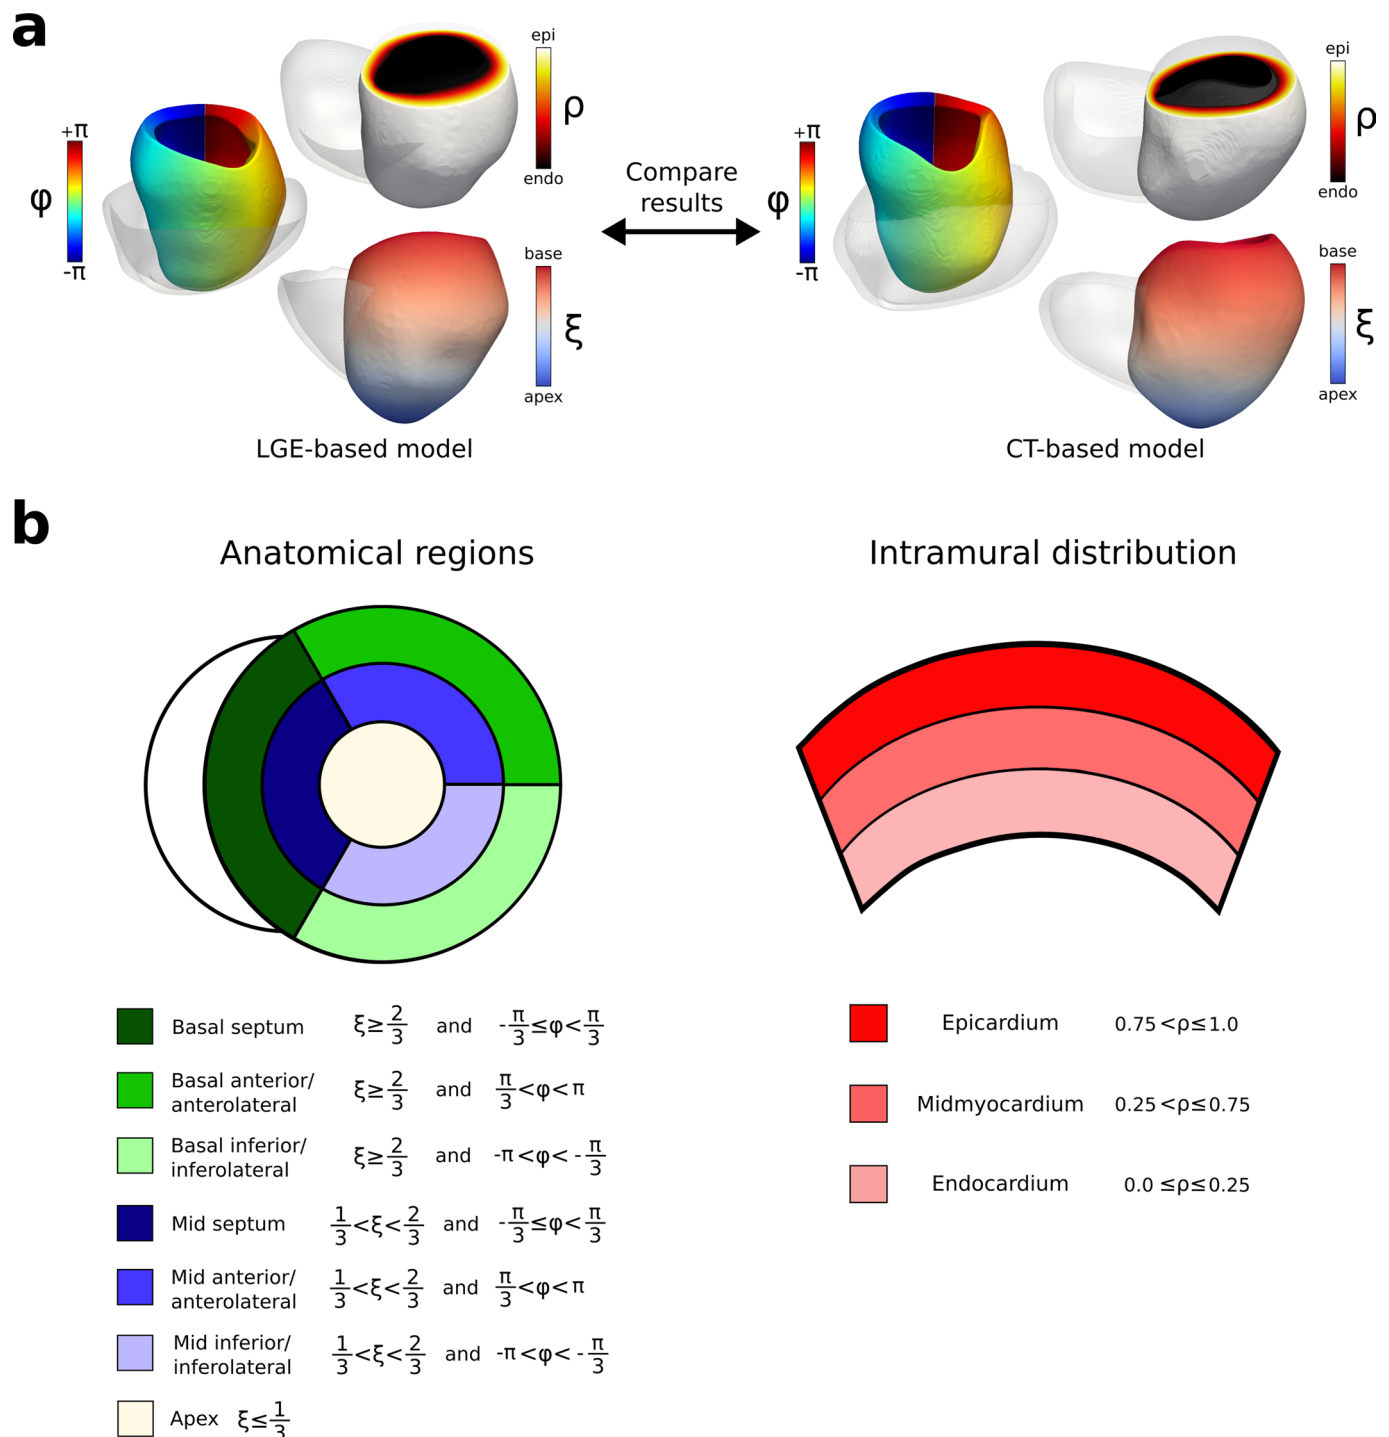 a
epi
ρ
endo
+π
φ
-π
base
ξ
apex
LGE-based model
Compare
results
epi
ρ
endo
+π
φ
-π
base
ξ
apex
CT-based model
b
Anatomical regions
Basal septum ξ≥2/3 and -π/3≤φ<π/3
Basal anterior/
anterolateral ξ≥2/3 and π/3<φ<π
Basal inferior/
inferolateral ξ≥2/3 and -π<φ<-π/3
Mid septum 1/3<ξ<2/3 and -π/3≤φ<π/3
Mid anterior/
anterolateral 1/3<ξ<2/3 and π/3<φ<π
Mid inferior/
inferolateral 1/3<ξ<2/3 and -π<φ<-π/3
Apex ξ≤1/3
Intramural distribution
Epicardium 0.75<ρ≤1.0
Midmyocardium 0.25<ρ≤0.75
Endocardium 0.0 ≤ρ≤0.25